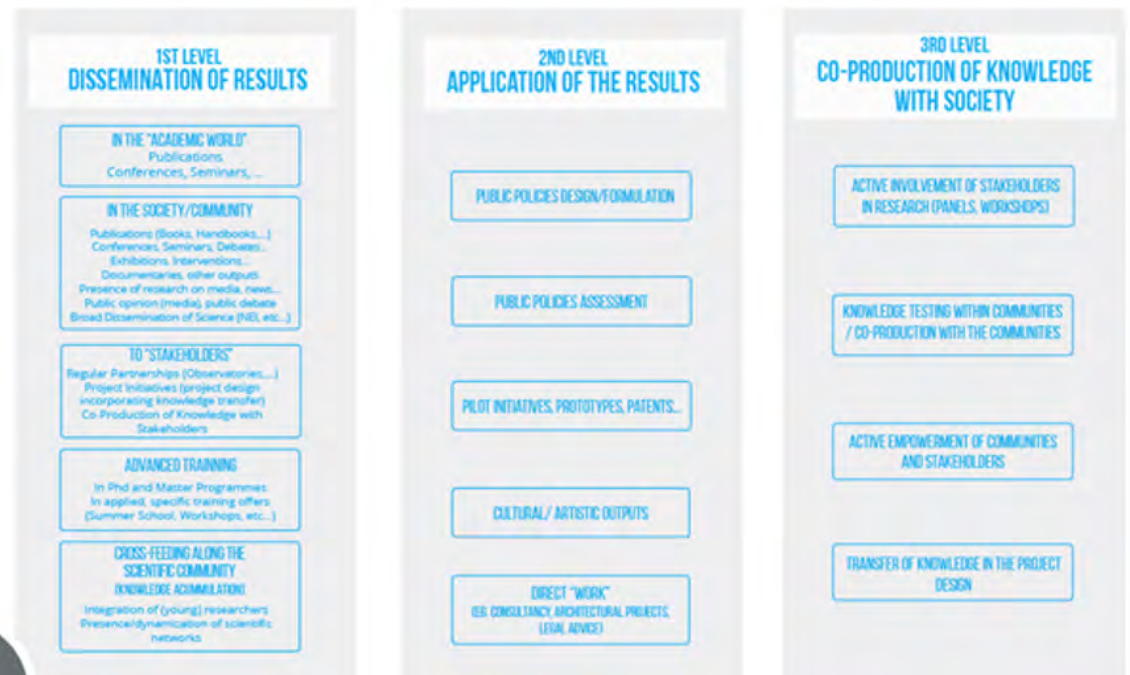 1ST LEVEL
DISSEMINATION OF RESULTS
IN THE "ACADEMIC WORLD"
Publications
Conferences, Seminars, ...
IN THE SOCIETY/COMMUNITY
Publications (Books, Handbooks,...)
Conferences, Seminars, Debates...
Exhibitions, Interventions...
Documentaries, other outputs
Presence of research on media, news...
Public opinion (media), public debate
Broad Dissemination of Science (NEI, etc...)
TO "STAKEHOLDERS"
Regular Partnerships (Observatories,...)
Project Initiatives (project design
incorporating knowledge transfer)
Co-Production of Knowledge with
Stakeholders
ADVANCED TRAINNING
In Phd and Master Programmes
In applied, specific training offers
(Summer School, Workshops, etc...)
CROSS-FEEDING ALONG THE
SCIENTIFIC COMMUNITY
(KNOWLEDGE ACUMMULATION)
Integration of (young) researchers
Presence/dynamization of scientific
networks
2ND LEVEL
APPLICATION OF THE RESULTS
PUBLIC POLICIES DESIGN/FORMULATION
PUBLIC POLICIES ASSESSMENT
PILOT INITIATIVES, PROTOTYPES, PATENTS...
CULTURAL/ ARTISTIC OUTPUTS
DIRECT "WORK"
(EG: CONSULTANCY, ARCHITECTURAL PROJECTS,
LEGAL ADVICE)
3RD LEVEL
CO-PRODUCTION OF KNOWLEDGE
WITH SOCIETY
ACTIVE INVOLVEMENT OF STAKEHOLDERS
IN RESEARCH (PANELS, WORKSHOPS)
KNOWLEDGE TESTING WITHIN COMMUNITIES
/ CO-PRODUCTION WITH THE COMMUNITIES
ACTIVE EMPOWERMENT OF COMMUNITIES
AND STAKEHOLDERS
TRANSFER OF KNOWLEDGE IN THE PROJECT
DESIGN